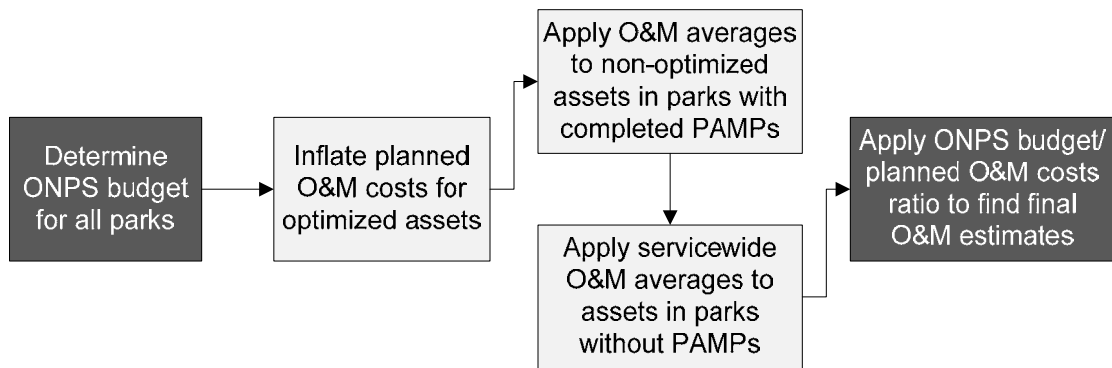 Determine
ONPS budget
for all parks
Inflate planned
O&M costs for
optimized assets
Apply O&M averages
to non-optimized
assets in parks with
completed PAMPs
Apply servicewide
O&M averages to
assets in parks
without PAMPs
Apply ONPS budget/
planned O&M costs
ratio to find final
O&M estimates